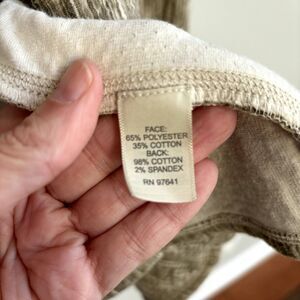 FACE:
65% POLYESTER
35% COTTON
BACK:
98% COTTON
2% SPANDEX
RN 97641